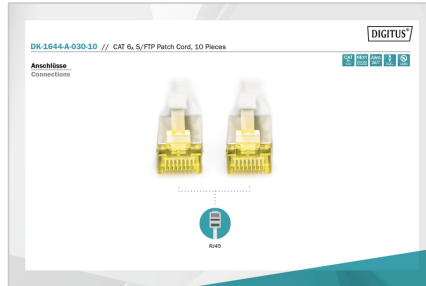 DIGITUS®
DK-1644-A-030-10 // CAT 6A S/FTP Patch Cord, 10 Pieces
Anschlüsse
Connections
RJ45